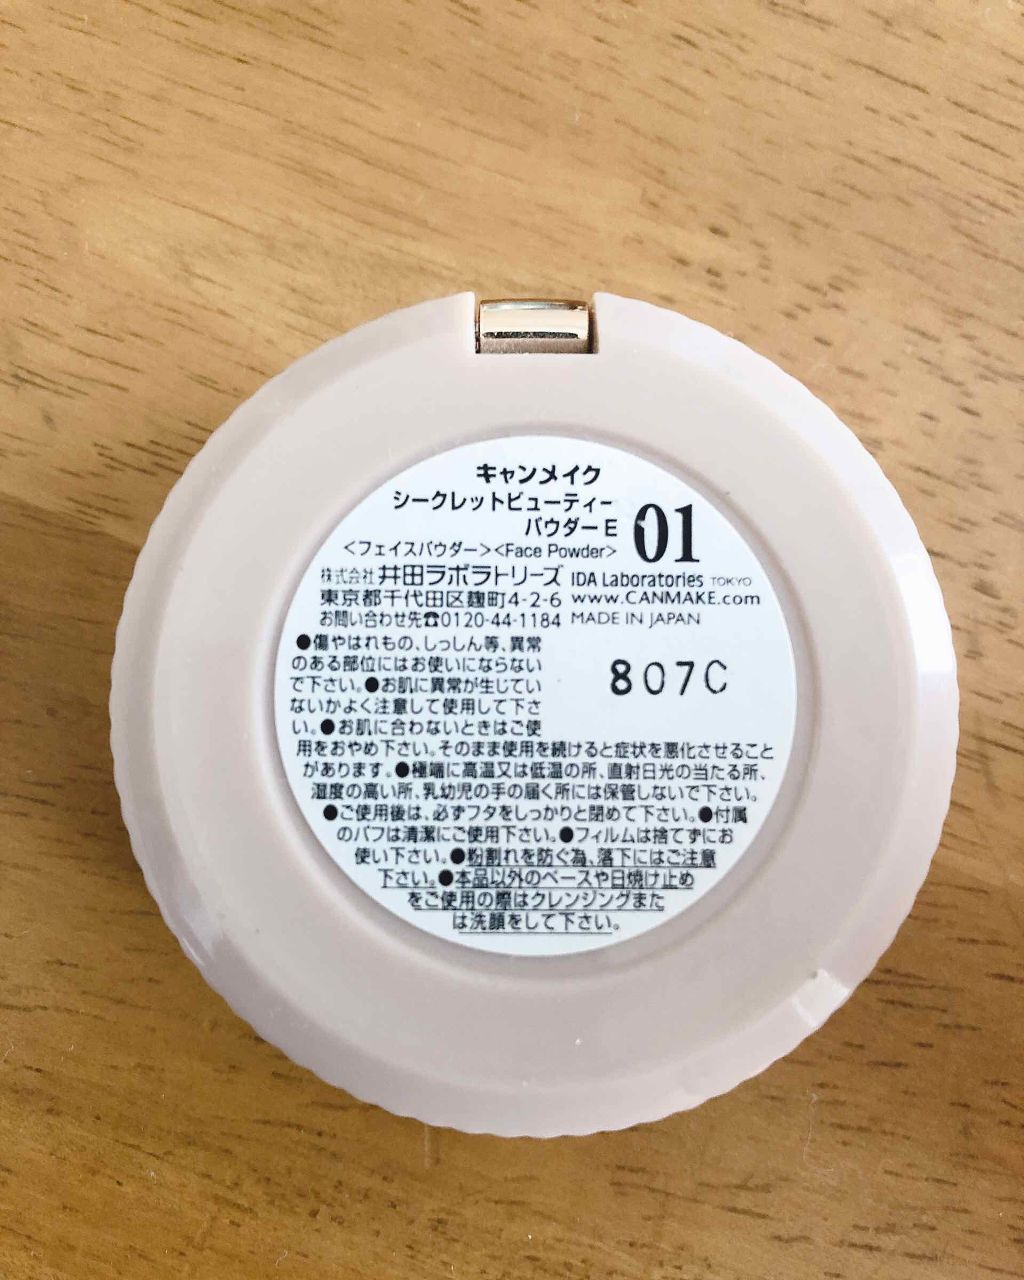 キャンメイク
シークレットビューティー
パウダーE
01
＜フェイスパウダー＞<Face Powder>
株式会社 井田ラボラトリーズ IDA Laboratories TOKYO
東京都千代田区麹町4-2-6 www.CANMAKE.com
お問い合わせ先☎0120-44-1184 MADE IN JAPAN
●傷やはれもの、しっしん等、異常
のある部位にはお使いにならない
で下さい。●お肌に異常が生じてい
ないかよく注意して使用して下さ
い。●お肌に合わないときはご使
807C
用をおやめ下さい。そのまま使用を続けると症状を悪化させること
があります。●極端に高温又は低温の所、直射日光の当たる所、
湿度の高い所、乳幼児の手の届く所には保管しないで下さい。
●ご使用後は、必ずフタをしっかりと閉めて下さい。●付属
のパフは清潔にご使用下さい。●フィルムは捨てずにお
使い下さい。●粉割れを防ぐ為、落下にはご注意
下さい。●本品以外のベースや日焼け止め
をご使用の際はクレンジングまた
は洗顔をして下さい。